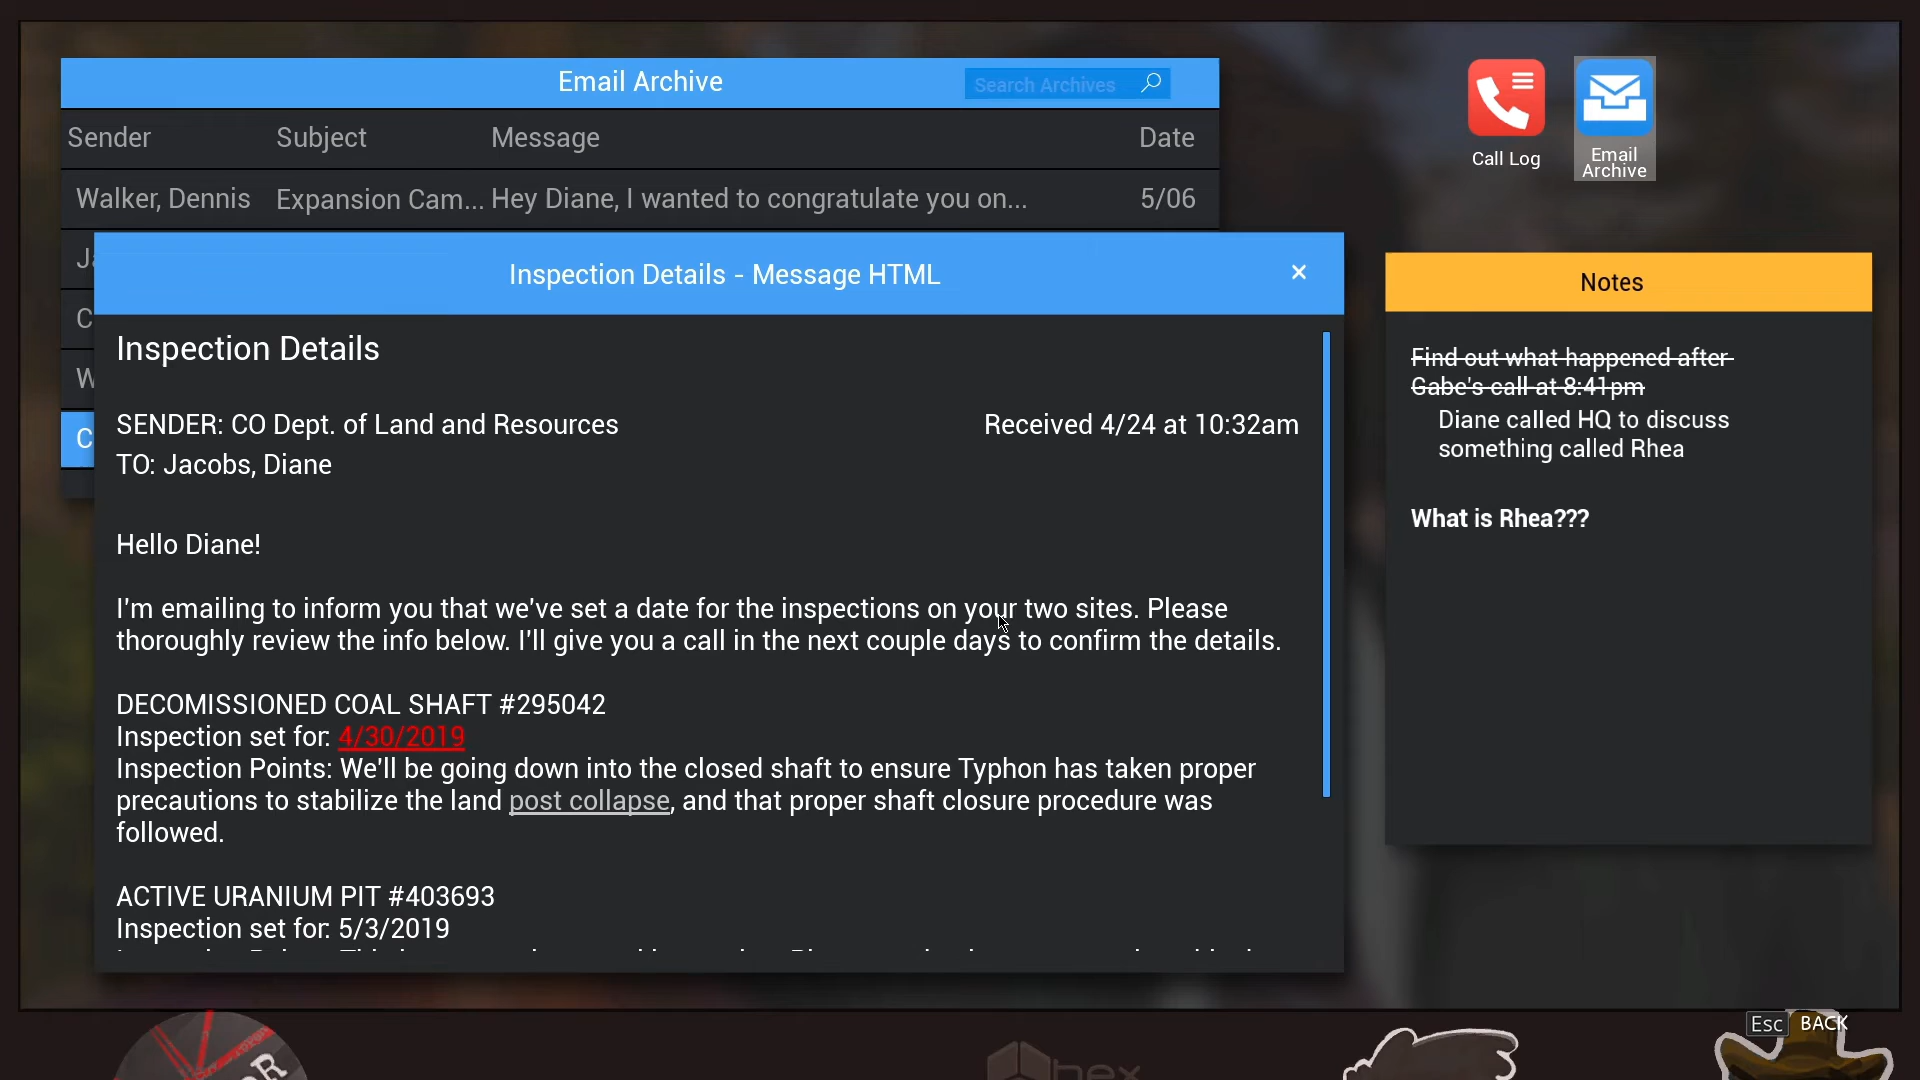 Email Archive
Search Archives
Sender Subject Message Date
Walker, Dennis Expansion Cam... Hey Diane, I wanted to congratulate you on... 5/06
Inspection Details - Message HTML
Inspection Details
SENDER: CO Dept. of Land and Resources Received 4/24 at 10:32am
TO: Jacobs, Diane
Hello Diane!
I'm emailing to inform you that we've set a date for the inspections on your two sites. Please
thoroughly review the info below. I'll give you a call in the next couple days to confirm the details.
DECOMISSIONED COAL SHAFT #295042
Inspection set for: 4/30/2019
Inspection Points: We'll be going down into the closed shaft to ensure Typhon has taken proper
precautions to stabilize the land post collapse, and that proper shaft closure procedure was
followed.
ACTIVE URANIUM PIT #403693
Inspection set for: 5/3/2019
Call Log
Email
Archive
Notes
Find out what happened after
Gabe's call at 8:41pm
Diane called HQ to discuss
something called Rhea
What is Rhea???
Esc BACK
hex